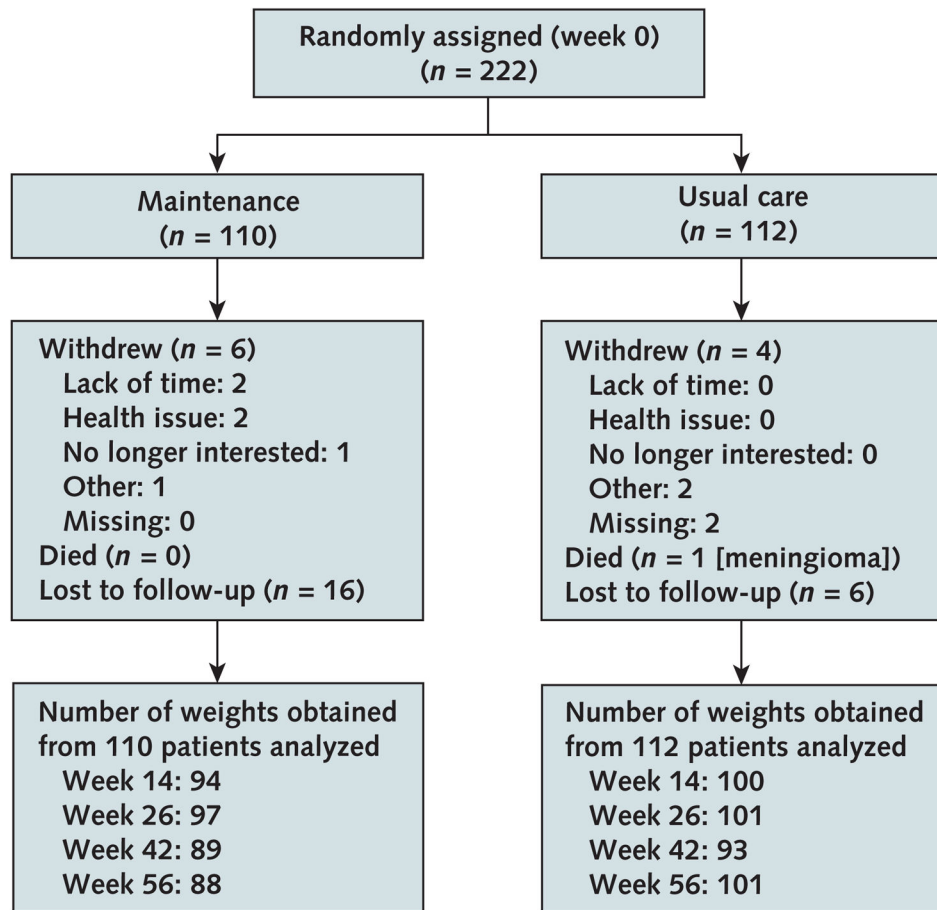 Randomly assigned (week 0)
(n = 222)
Maintenance
(n = 110)
Usual care
(n = 112)
Withdrew (n = 6)
Lack of time: 2
Health issue: 2
No longer interested: 1
Other: 1
Missing: 0
Died (n = 0)
Lost to follow-up (n = 16)
Withdrew (n = 4)
Lack of time: 0
Health issue: 0
No longer interested: 0
Other: 2
Missing: 2
Died (n = 1 [meningioma])
Lost to follow-up (n = 6)
Number of weights obtained
from 110 patients analyzed
Week 14: 94
Week 26: 97
Week 42: 89
Week 56: 88
Number of weights obtained
from 112 patients analyzed
Week 14: 100
Week 26: 101
Week 42: 93
Week 56: 101